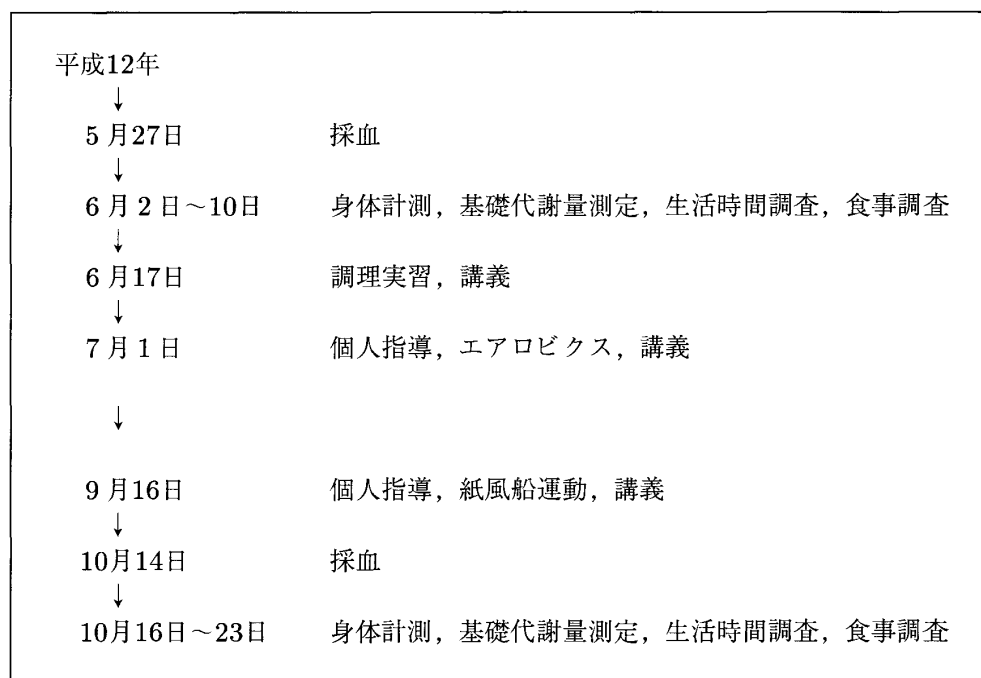 平成12年
↓
5月27日 採血
↓
6月2日~10日 身体計測,基礎代謝量測定,生活時間調査,食事調査
↓
6月17日 調理実習,講義
↓
7月1日 個人指導,エアロビクス,講義
↓
9月16日 個人指導,紙風船運動,講義
↓
10月14日 採血
↓
10月16日~23日 身体計測,基礎代謝量測定,生活時間調査,食事調査